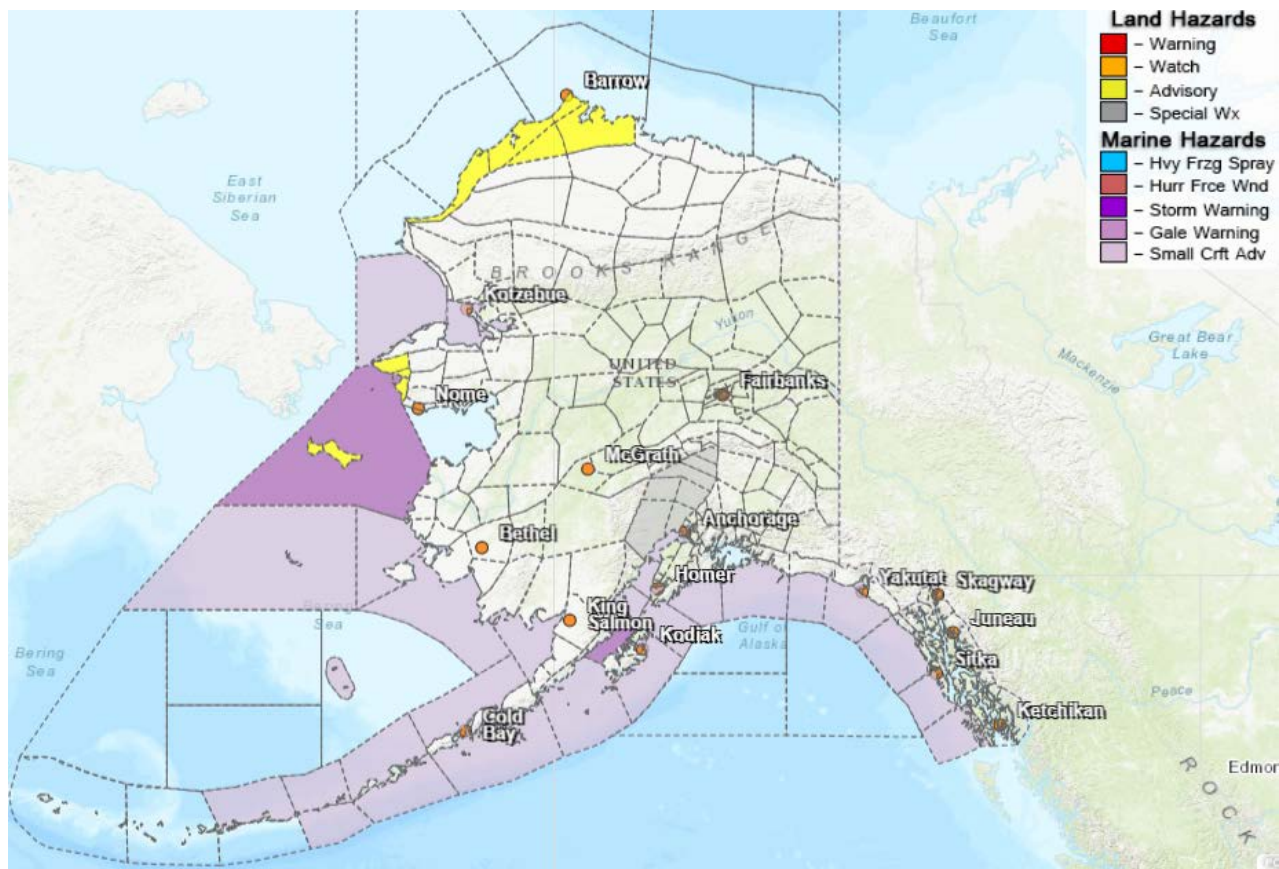 Beaufort
Sea
Land Hazards
– Warning
– Watch
– Advisory
– Special Wx
Marine Hazards
– Hvy Frzg Spray
– Hurr Frce Wnd
– Storm Warning
– Gale Warning
– Small Crft Adv
Barrow
East
Siberian
Sea
BROOKS RANGE
Kotzebue
Yukon
Great Bear
Lake
Mackenzie
UNITED
STATES
Fairbanks
Nome
McGrath
Anchorage
Bethel
Homer
Yakutat
Skagway
King
Salmon
Juneau
Kodiak
Gulf of
Alaska
Sea
Bering
Sea
Sitka
Peace
Cold
Bay
Ketchikan
Edmon
ROCK